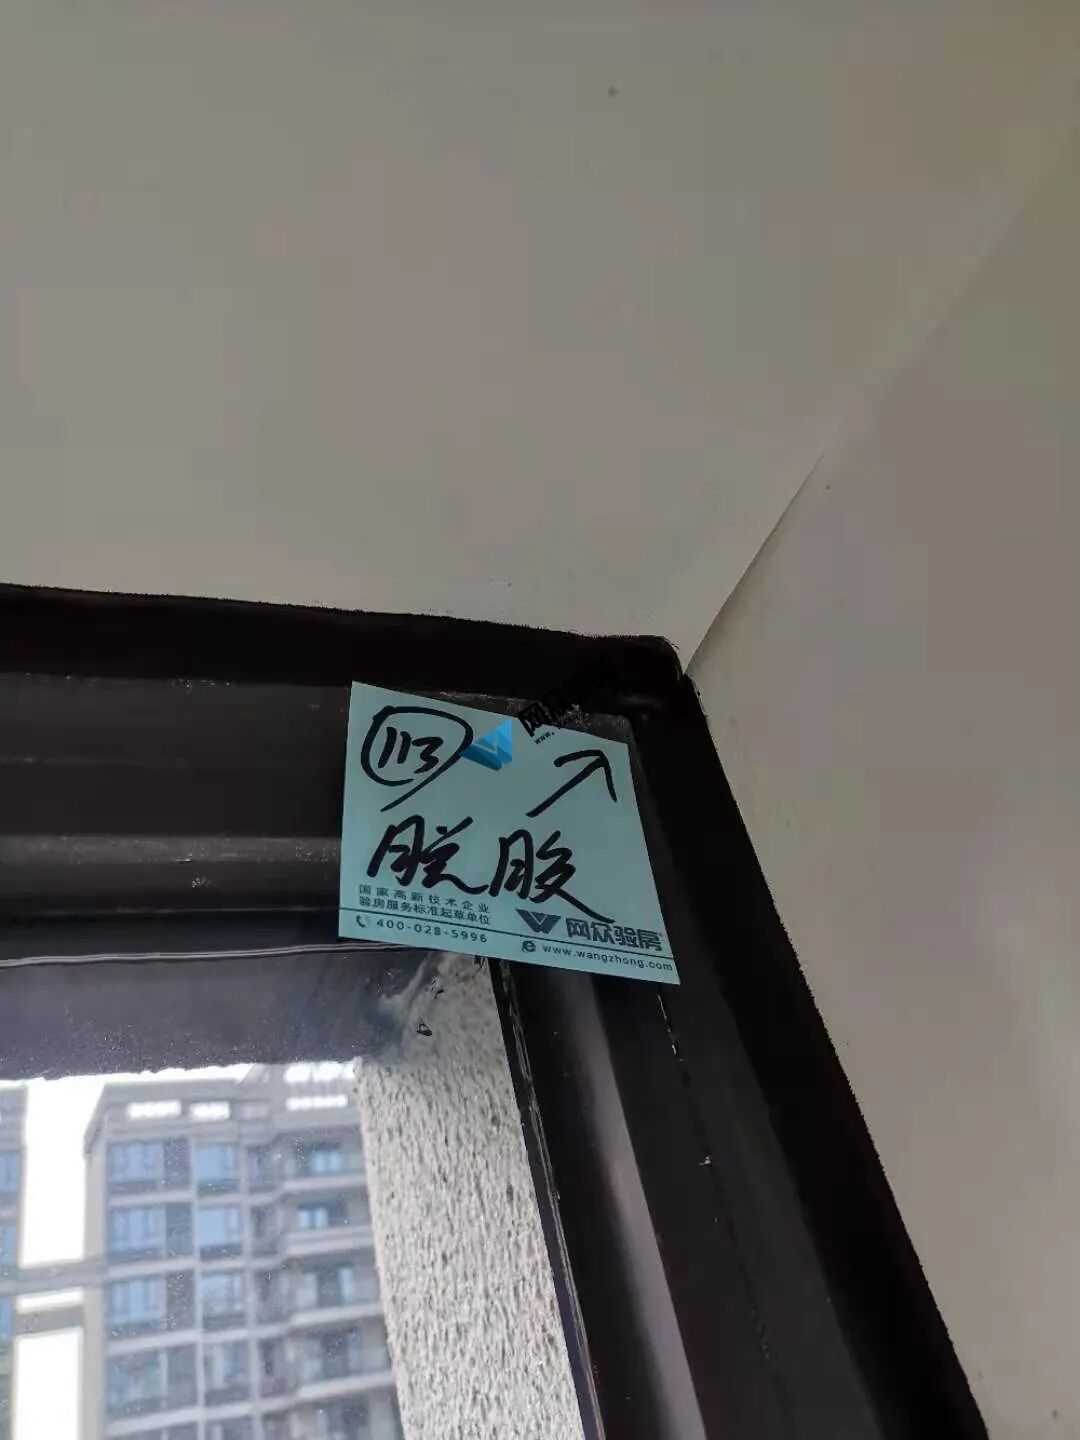 113
脱胶
国家高新技术企业
验房服务标准起草单位
400-028-5996
网众验房
www.wangzhong.com